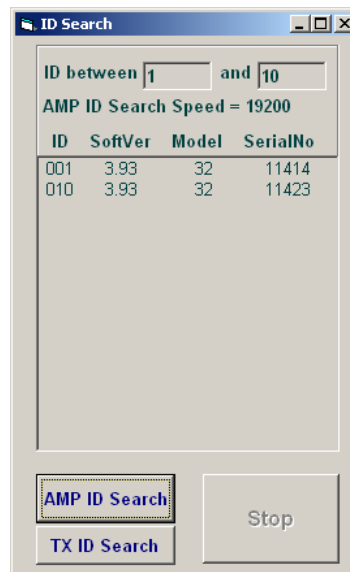 ID Search
ID between 1 and 10
AMP ID Search Speed = 19200
ID SoftVer Model SerialNo
001 3.93 32 11414
010 3.93 32 11423
AMP ID Search
Stop
TX ID Search